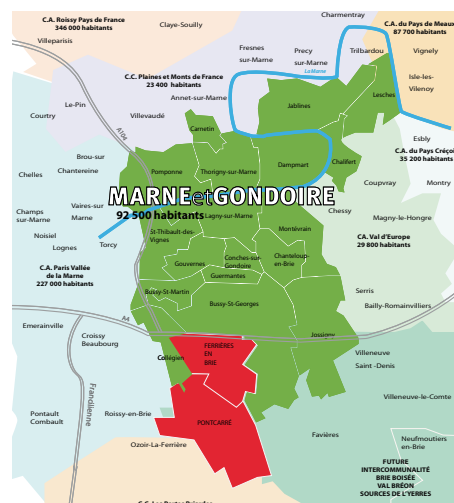 C.A. Roissy Pays de France
346 000 habitants
Villeparisis
Claye-Souilly
Charmentray
C.A. du Pays de Meaux
87 700 habitants
Fresnes
sur-Marne
Precy
sur-Marne
La Marne
Trilbardou
Vignely
Isle-les-
Villenoy
C.C. Plaines et Monts de France
23 400 habitants
Annet-sur-Marne
Jablines
Lesches
Le-Pin
Courtry
Villevaudé
A104
Carnetin
Esbly
C.A. du Pays Créço
35 200 habitants
Brou-sur
Chantereine
Chelles
Pomponne
Thorigny-sur-Marne
Dampmart
Chalifert
Coupvray
Montry
MARNE et GONDOIRE
92 500 habitants
Champs
sur-Marne
Vaires-sur
Marne
Lagny-sur-Marne
Chessy
Magny-le-Hongre
Noisiel
Lognes
Torcy
St-Thibault-des-
Vignes
Montévrain
CA. Val d'Europe
29 800 habitants
C.A. Paris Vallée
de la Marne
227 000 habitants
Gouvernes
Conches-sur-
Gondoire
Chanteloup-
en-Brie
Guermantes
Bussy-St-Martin
Bussy-St-Georges
Serris
Bailly-Romainvilliers
Emerainville
A4
Croissy
Beaubourg
Jossigny
Collégien
FERRIÈRES
EN
BRIE
Villeneuve
Saint -Denis
Francilienne
Villeneuve-le-Comte
Pontault
Combault
Roissy-en-Brie
PONTCARRÉ
Favières
Ozoir-La-Ferrière
Neufmoutiers
en-Brie
FUTURE
INTERCOMMUNALITÉ
BRIE BOISÉE
VAL BRÉON
SOURCES DE L'YERRES